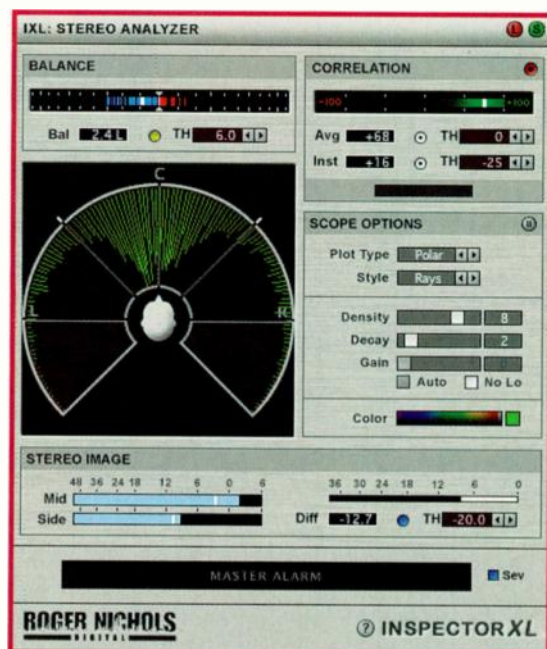 IXL: STEREO ANALYZER L S
BALANCE
Bal 2.4 L TH 6.0
CORRELATION
-100 +100
Avg +68 TH 0
Inst +16 TH -25
C
L R
SCOPE OPTIONS
Plot Type Polar
Style Rays
Density 8
Decay 2
Gain
Auto No Lo
Color
STEREO IMAGE
48 36 24 18 12 6 0 6
Mid
Side
36 30 24 18 12 6 0
Diff -12.7 TH -20.0
MASTER ALARM Sev
ROGER NICHOLS
DIGITAL
? INSPECTOR XL